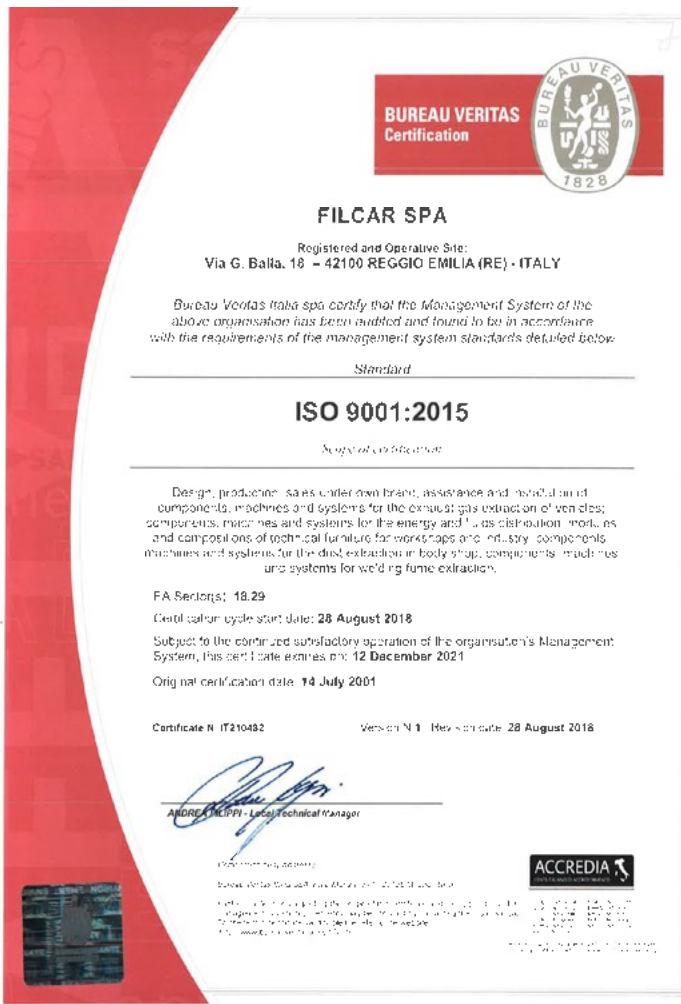 BUREAU VERITAS
Certification
BUREAU VERITAS
1828
FILCAR SPA
Registered and Operative Site:
Via G. Balla, 18 – 42100 REGGIO EMILIA (RE) - ITALY
Bureau Veritas Italia spa certify that the Management System of the
above organisation has been audited and found to be in accordance
with the requirements of the management system standards detailed below
Standard
ISO 9001:2015
Scope of certification
Design, production, sales under own brand, assistance and installation of
components, machines and systems for the exhaust gas extraction of vehicles;
components, machines and systems for the energy and fluids distribution, modules
and compositions of technical furniture for workshops and industry, components,
machines and systems for the dust extraction in body shop, components, machines
and systems for welding fume extraction.
EA Sector(s): 18.29
Certification cycle start date: 28 August 2018
Subject to the continued satisfactory operation of the organisation's Management
System, this certificate expires on: 12 December 2021
Original certification date: 14 July 2001
Certificate N. IT210482
Version N.1 Revision date: 28 August 2018
ANDREA FILIPPI - Local Technical Manager
ACCREDIA